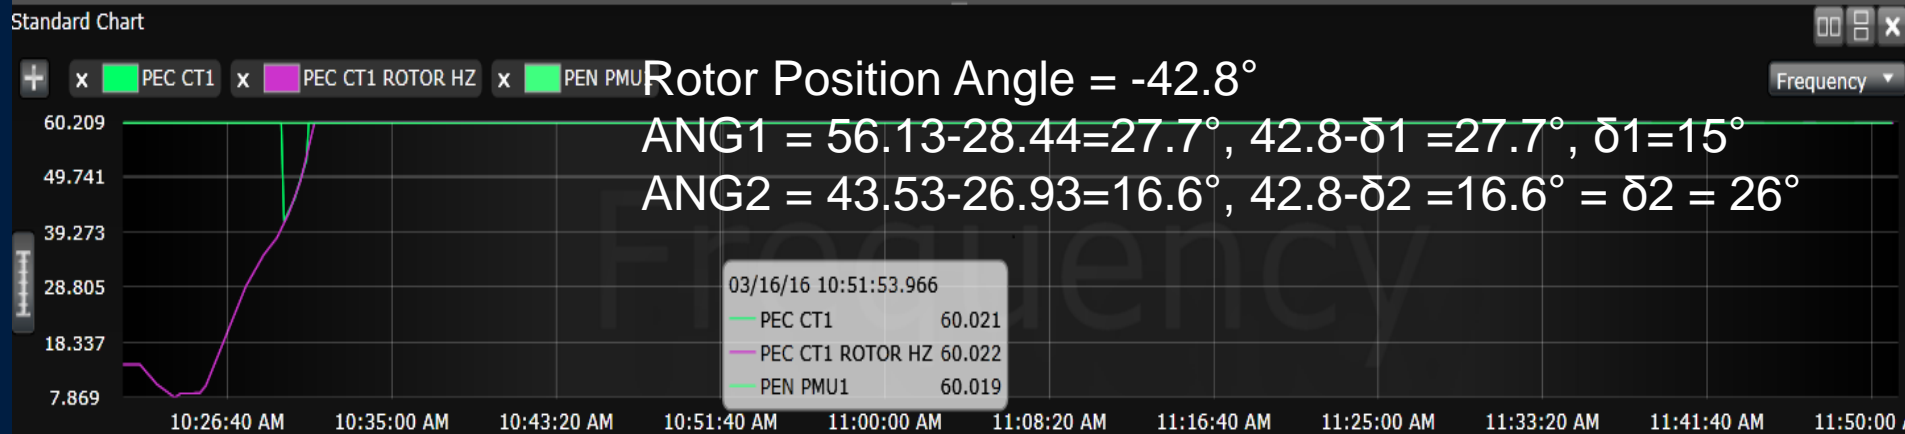 Standard Chart
x PEC CT1 x PEC CT1 ROTOR HZ x PEN PMU
Frequency
Rotor Position Angle = -42.8°
ANG1 = 56.13-28.44=27.7°, 42.8-δ1 =27.7°, δ1=15°
ANG2 = 43.53-26.93=16.6°, 42.8-δ2 =16.6° = δ2 = 26°
60.209
49.741
39.273
28.805
18.337
7.869
Frequency
03/16/16 10:51:53.966
PEC CT1 60.021
PEC CT1 ROTOR HZ 60.022
PEN PMU1 60.019
10:26:40 AM 10:35:00 AM 10:43:20 AM 10:51:40 AM 11:00:00 AM 11:08:20 AM 11:16:40 AM 11:25:00 AM 11:33:20 AM 11:41:40 AM 11:50:00